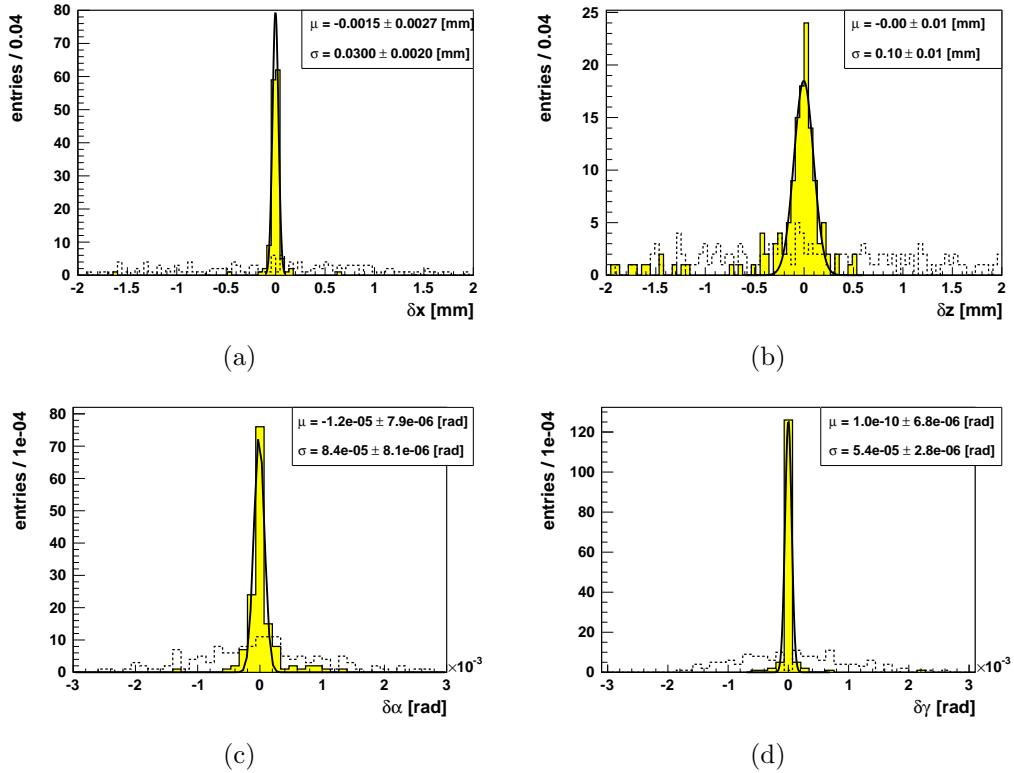 μ = -0.0015 ± 0.0027 [mm]
σ = 0.0300 ± 0.0020 [mm]
entries / 0.04
80
70
60
50
40
30
20
10
0
-2 -1.5 -1 -0.5 0 0.5 1 1.5 2
δx [mm]
(a)
μ = -0.00 ± 0.01 [mm]
σ = 0.10 ± 0.01 [mm]
entries / 0.04
25
20
15
10
5
0
-2 -1.5 -1 -0.5 0 0.5 1 1.5 2
δz [mm]
(b)
μ = -1.2e-05 ± 7.9e-06 [rad]
σ = 8.4e-05 ± 8.1e-06 [rad]
entries / 1e-04
80
70
60
50
40
30
20
10
0
-3 -2 -1 0 1 2 3
×10⁻³
δα [rad]
(c)
μ = 1.0e-10 ± 6.8e-06 [rad]
σ = 5.4e-05 ± 2.8e-06 [rad]
entries / 1e-04
120
100
80
60
40
20
0
-3 -2 -1 0 1 2 3
×10⁻³
δγ [rad]
(d)